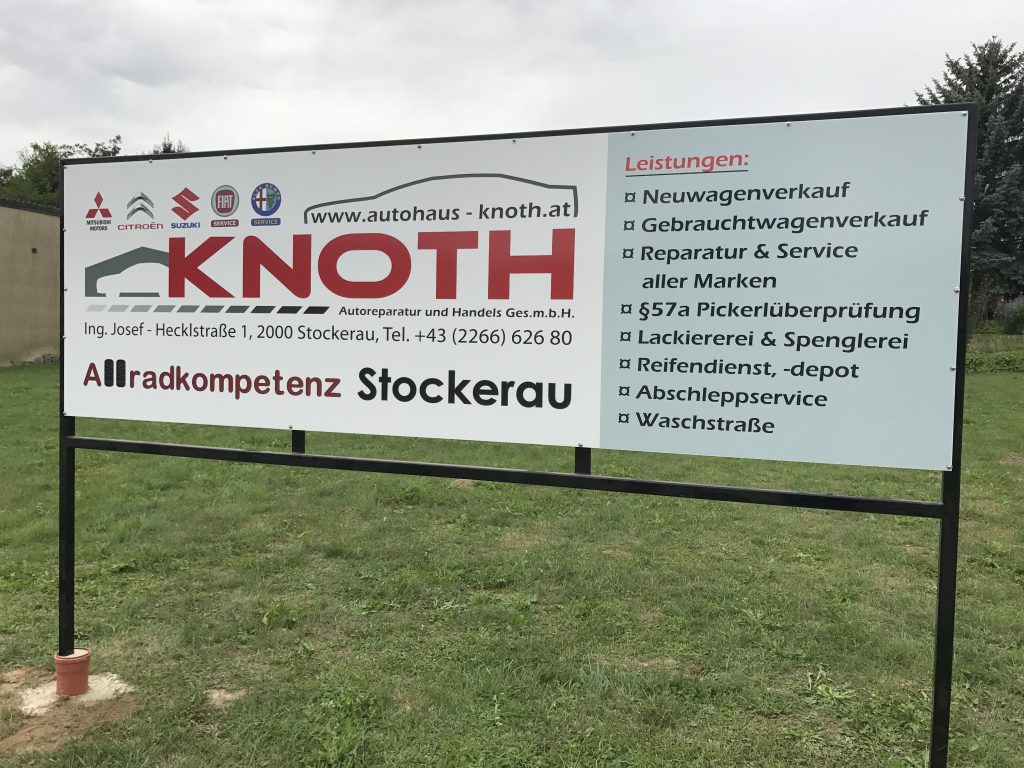 MITSUBISHI
MOTORS
CITROËN
SUZUKI
FIAT
SERVICE
SERVICE
www.autohaus - knoth.at
KNOTH
Autoreparatur und Handels Ges.m.b.H.
Ing. Josef - Hecklstraße 1, 2000 Stockerau, Tel. +43 (2266) 626 80
Allradkompetenz Stockerau
Leistungen:
¤ Neuwagenverkauf
¤ Gebrauchtwagenverkauf
¤ Reparatur & Service
aller Marken
¤ §57a Pickerlüberprüfung
¤ Lackiererei & Spenglerei
¤ Reifendienst, -depot
¤ Abschleppservice
¤ Waschstraße